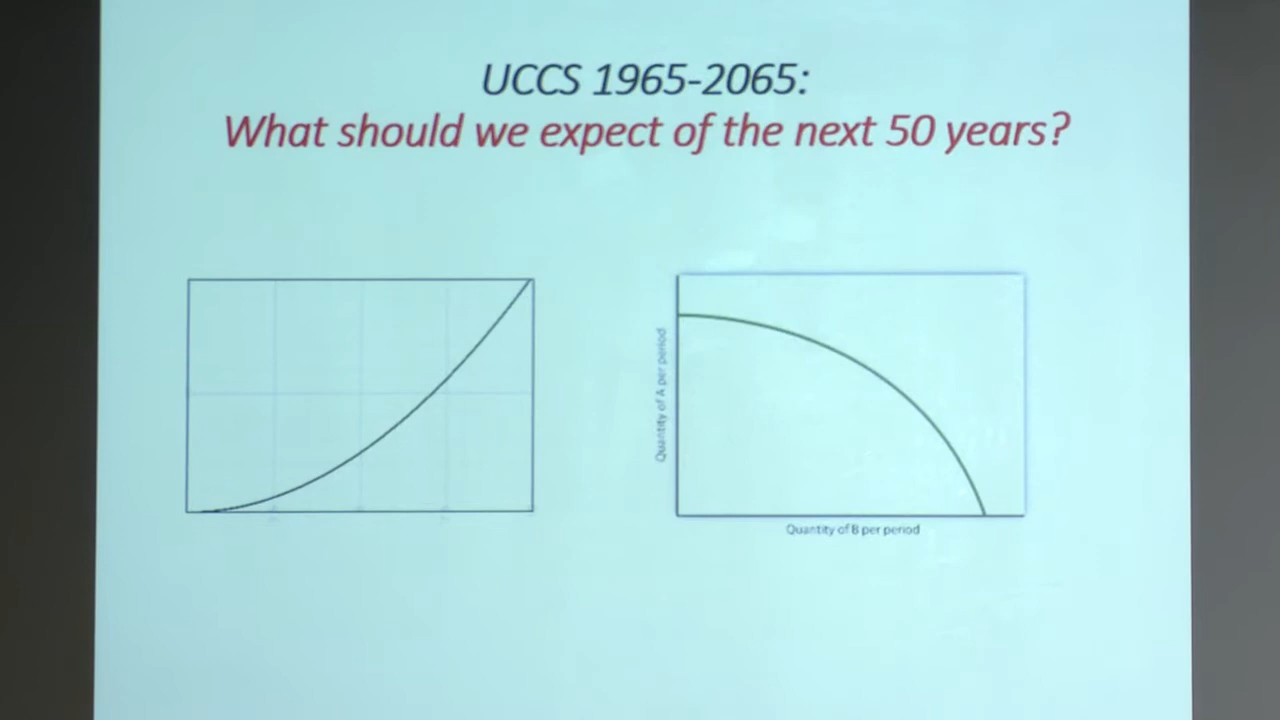 UCCS 1965-2065:
What should we expect of the next 50 years?
Quantity of A per period
Quantity of B per period